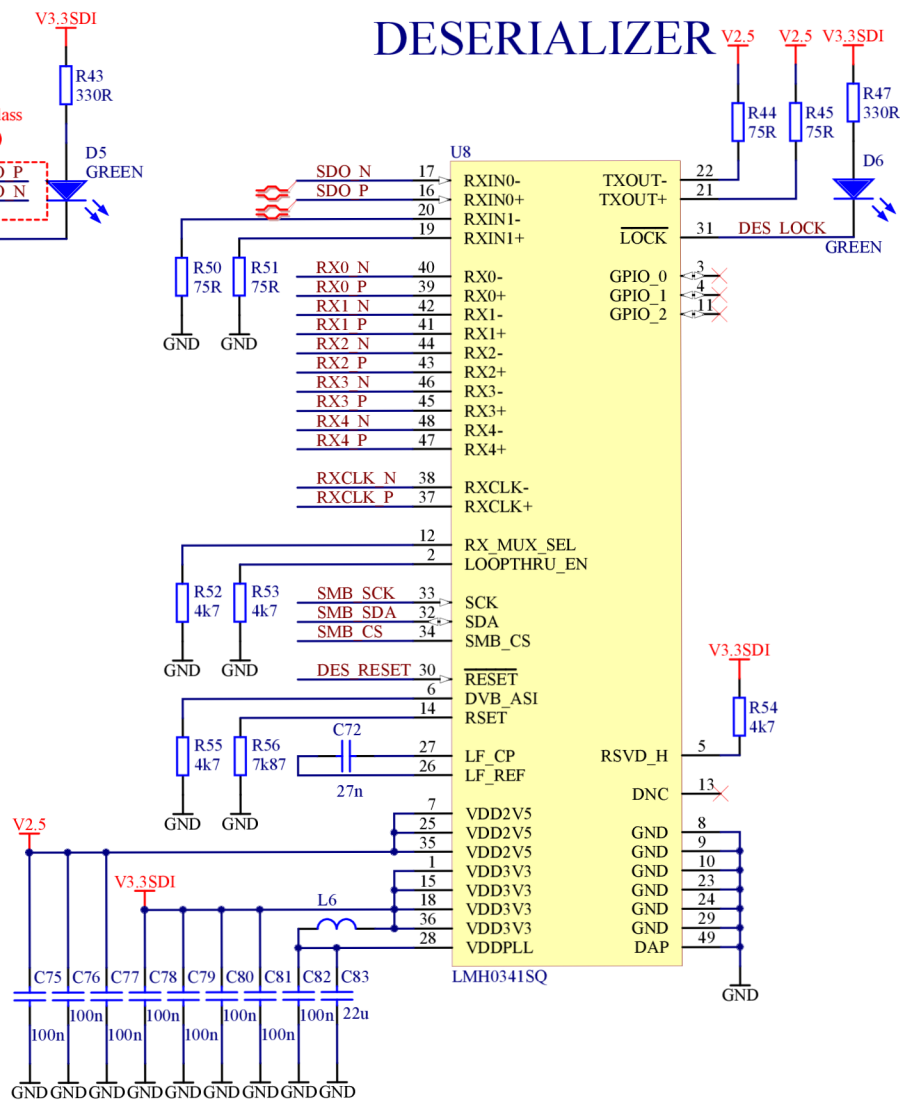 DESERIALIZER
V3.3SDI
V2.5 V2.5 V3.3SDI
R43
330R
R44
75R
R45
75R
R47
330R
lass
D5
GREEN
D6
GREEN
O_P
O_N
U8
SDO_N 17 RXIN0- TXOUT- 22
SDO_P 16 RXIN0+ TXOUT+ 21
20 RXIN1-
19 RXIN1+ LOCK 31 DES_LOCK
R50
75R
R51
75R
GND GND
RX0_N 40 RX0- GPIO_0 3
RX0_P 39 RX0+ GPIO_1 4
RX1_N 42 RX1- GPIO_2 11
RX1_P 41 RX1+
RX2_N 44 RX2-
RX2_P 43 RX2+
RX3_N 46 RX3-
RX3_P 45 RX3+
RX4_N 48 RX4-
RX4_P 47 RX4+
RXCLK_N 38 RXCLK-
RXCLK_P 37 RXCLK+
12 RX_MUX_SEL
2 LOOPTHRU_EN
R52
4k7
R53
4k7
GND GND
SMB_SCK 33 SCK
SMB_SDA 32 SDA
SMB_CS 34 SMB_CS
DES_RESET 30 RESET
6 DVB_ASI
14 RSET
V3.3SDI
R54
4k7
R55
4k7
R56
7k87
GND GND
C72
27n
27 LF_CP RSVD_H 5
26 LF_REF
DNC 13
7 VDD2V5 GND 8
25 VDD2V5 GND 9
35 VDD2V5 GND 10
1 VDD3V3 GND 23
15 VDD3V3 GND 24
18 VDD3V3 GND 29
36 VDD3V3 DAP 49
28 VDDPLL
V2.5
V3.3SDI
L6
LMH0341SQ
GND
C75 C76 C77 C78 C79 C80 C81 C82 C83
100n 100n 100n 100n 100n 100n 100n 100n 22u
GND GND GND GND GND GND GND GND GND